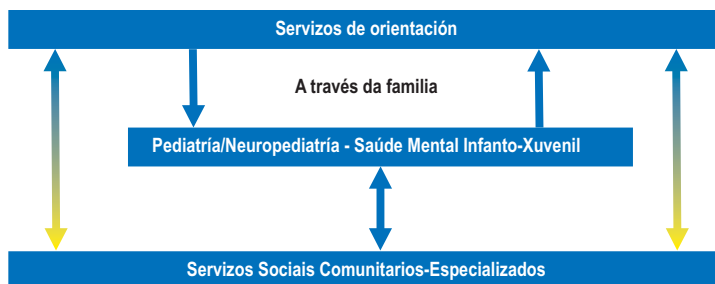 Servizos de orientación
A través da familia
Pediatría/Neuropediatría - Saúde Mental Infanto-Xuvenil
Servizos Sociais Comunitarios-Especializados